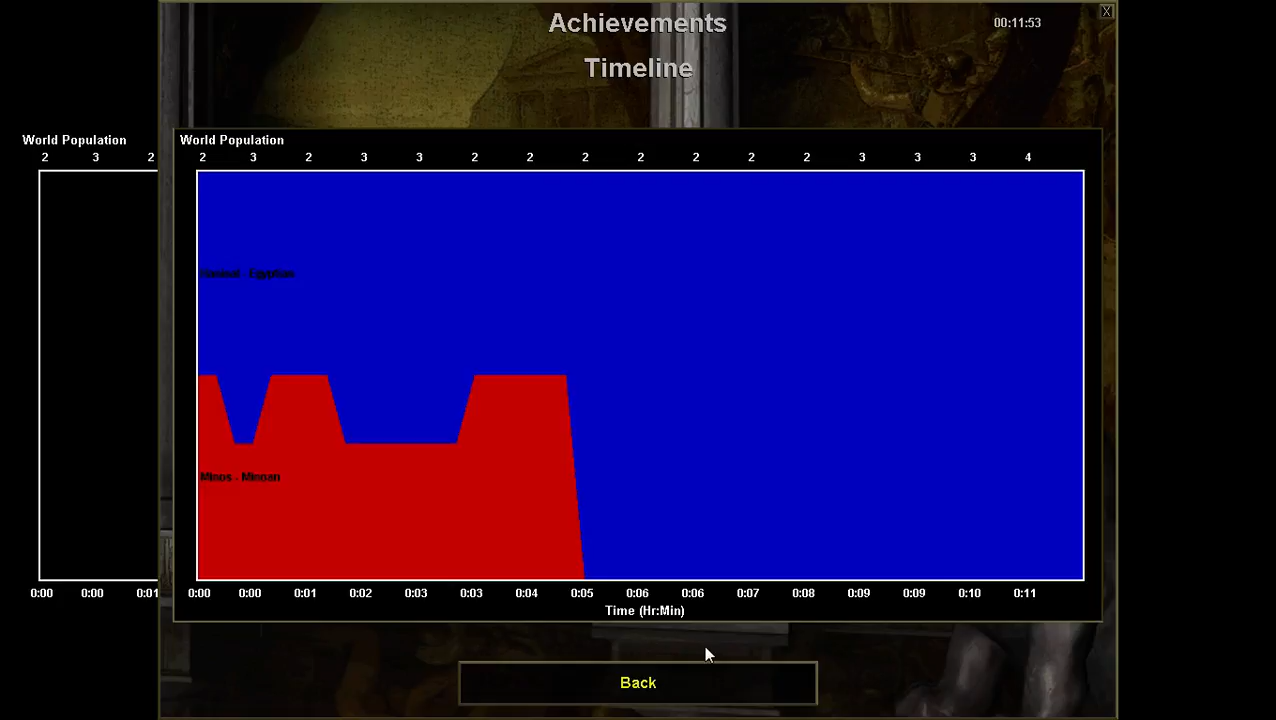 Achievements
00:11:53
X
Timeline
World Population
2 3 2
World Population
2 3 2 3 3 2 2 2 2 2 2 2 3 3 3 4
- Egyptian
Minos - Minoan
0:00 0:00 0:01
0:00 0:00 0:01 0:02 0:03 0:03 0:04 0:05 0:06 0:06 0:07 0:08 0:09 0:09 0:10 0:11
Time (Hr:Min)
Back